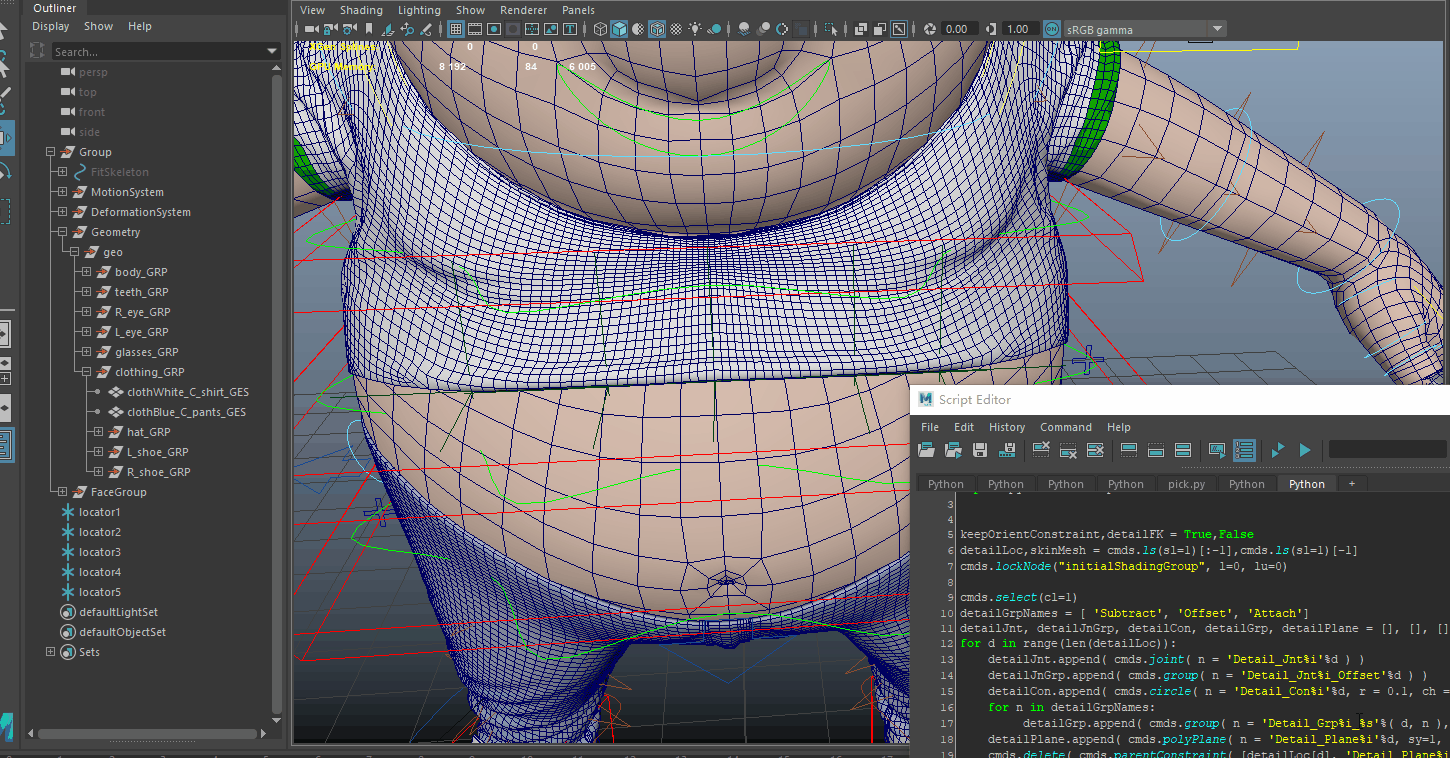 Outliner
Display Show Help
Search...
persp
top
front
side
Group
FitSkeleton
MotionSystem
DeformationSystem
Geometry
geo
body_GRP
teeth_GRP
R_eye_GRP
L_eye_GRP
glasses_GRP
clothing_GRP
clothWhite_C_shirt_GES
clothBlue_C_pants_GES
hat_GRP
L_shoe_GRP
R_shoe_GRP
FaceGroup
locator1
locator2
locator3
locator4
locator5
defaultLightSet
defaultObjectSet
Sets
View Shading Lighting Show Renderer Panels
0.00 1.00 ON sRGB gamma
0 0
8 192 84 6 005
Script Editor
File Edit History Command Help
Python Python Python Python pick.py Python Python +
3
4
5 keepOrientConstraint,detailFK = True,False
6 detailLoc,skinMesh = cmds.ls(sl=1)[:-1],cmds.ls(sl=1)[-1]
7 cmds.lockNode("initialShadingGroup", l=0, lu=0)
8
9 cmds.select(cl=1)
10 detailGrpNames = [ 'Subtract', 'Offset', 'Attach']
11 detailJnt, detailJnGrp, detailCon, detailGrp, detailPlane = [], [], []
12 for d in range(len(detailLoc)):
13 detailJnt.append( cmds.joint( n = 'Detail_Jnt%i'%d ) )
14 detailJnGrp.append( cmds.group( n = 'Detail_Jnt%i_Offset'%d ) )
15 detailCon.append( cmds.circle( n = 'Detail_Con%i'%d, r = 0.1, ch =
16 for n in detailGrpNames:
17 detailGrp.append( cmds.group( n = 'Detail_Grp%i_%s'%( d, n ),
18 detailPlane.append( cmds.polyPlane( n = 'Detail_Plane%i'%d, sy=1,
19 cmds.delete( cmds.parentConstraint( [detailLoc[d], 'Detail_Plane%i